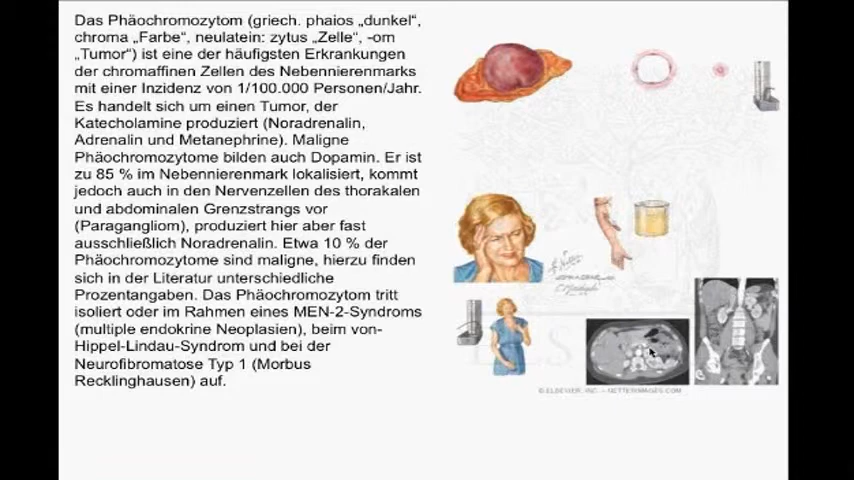 Das Phäochromozytom (griech. phaios „dunkel“,
chroma „Farbe“, neulatein: zytus „Zelle“, -om
„Tumor“) ist eine der häufigsten Erkrankungen
der chromaffinen Zellen des Nebennierenmarks
mit einer Inzidenz von 1/100.000 Personen/Jahr.
Es handelt sich um einen Tumor, der
Katecholamine produziert (Noradrenalin,
Adrenalin und Metanephrine). Maligne
Phäochromozytome bilden auch Dopamin. Er ist
zu 85 % im Nebennierenmark lokalisiert, kommt
jedoch auch in den Nervenzellen des thorakalen
und abdominalen Grenzstrangs vor
(Paragangliom), produziert hier aber fast
ausschließlich Noradrenalin. Etwa 10 % der
Phäochromozytome sind maligne, hierzu finden
sich in der Literatur unterschiedliche
Prozentangaben. Das Phäochromozytom tritt
isoliert oder im Rahmen eines MEN-2-Syndroms
(multiple endokrine Neoplasien), beim von-
Hippel-Lindau-Syndrom und bei der
Neurofibromatose Typ 1 (Morbus
Recklinghausen) auf.
© ELSEVIER, INC. – NETTERIMAGES.COM